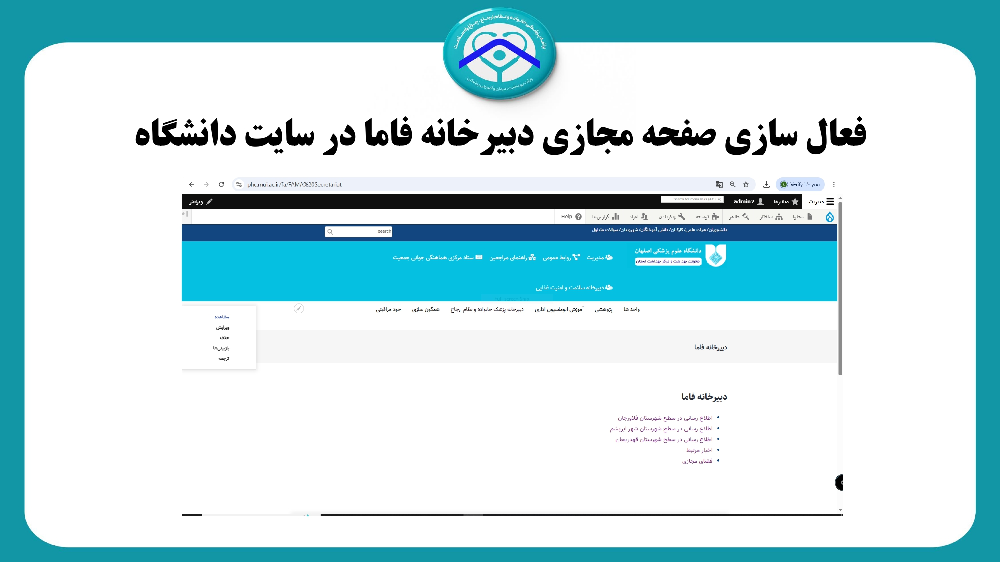 برنامه پزشکی خانواده و نظام ارجاع، چراغ راه سلامت
وزارت بهداشت، درمان و آموزش پزشکی
فعال سازی صفحه مجازی دبیرخانه فاما در سایت دانشگاه
phc.mui.ac.ir/fa/FAMA%20Secretariat
Verify it's you
مدیریت
میانبرها
admin2
Search for menu links (Alt + a)
ویرایش
محتوا
ساختار
ظاهر
توسعه
پیکربندی
افراد
گزارش‌ها
Help
دانشجویان/ هیات علمی/ کارکنان/ دانش آموختگان/ شهروندان/ سوالات متداول
search
دانشگاه علوم پزشکی اصفهان
معاونت بهداشت و مرکز بهداشت استان
مدیریت
روابط عمومی
راهنمای مراجعین
ستاد مرکزی هماهنگی جوانی جمعیت
دبیرخانه سلامت و امنیت غذایی
Full-screen Snip
واحد ها
پژوهشی
آموزش اتوماسیون اداری
دبیرخانه پزشک خانواده و نظام ارجاع
همگون سازی
خود مراقبتی
مشاهده
ویرایش
حذف
بازبینی‌ها
ترجمه
دبیرخانه فاما
دبیرخانه فاما
اطلاع رسانی در سطح شهرستان فلاورجان
اطلاع رسانی در سطح شهرستان شهر ابریشم
اطلاع رسانی در سطح شهرستان قهدریجان
اخبار مرتبط
فضای مجازی